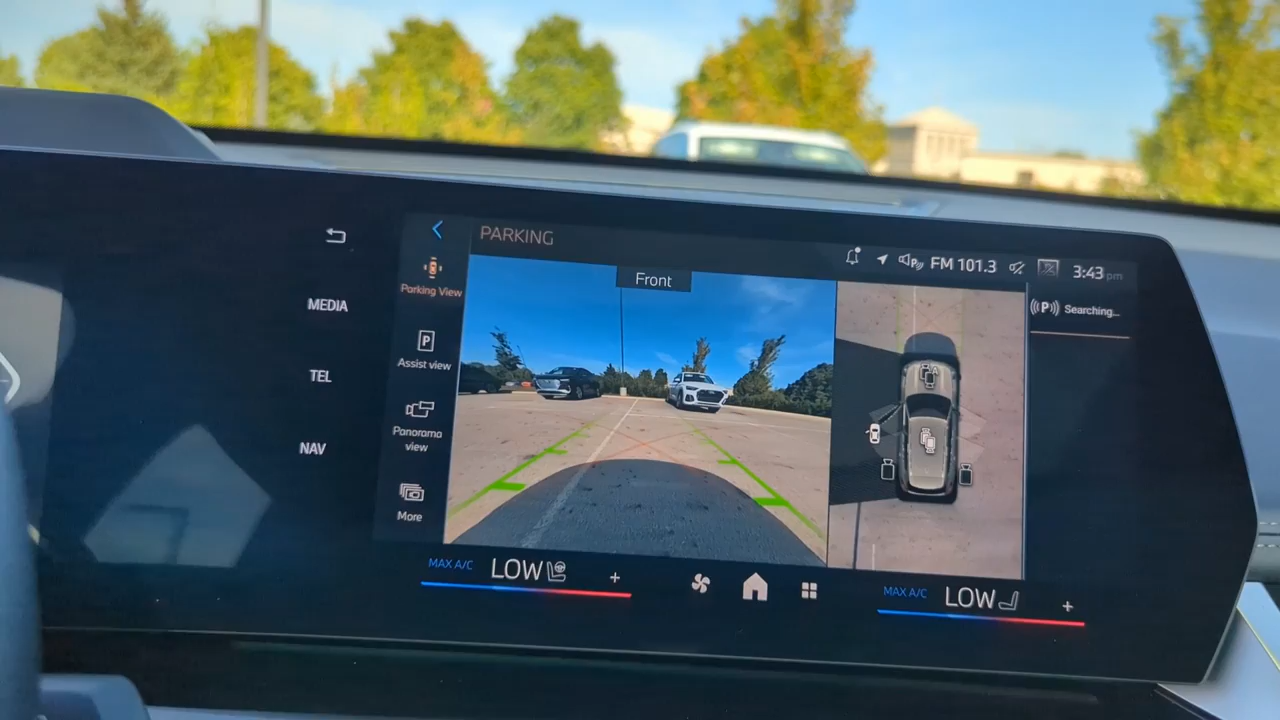 PARKING
FM 101.3
3:43 pm
Front
Parking View
(P) Searching...
MEDIA
P
Assist view
TEL
Panorama
view
NAV
More
MAX A/C LOW +
MAX A/C LOW +